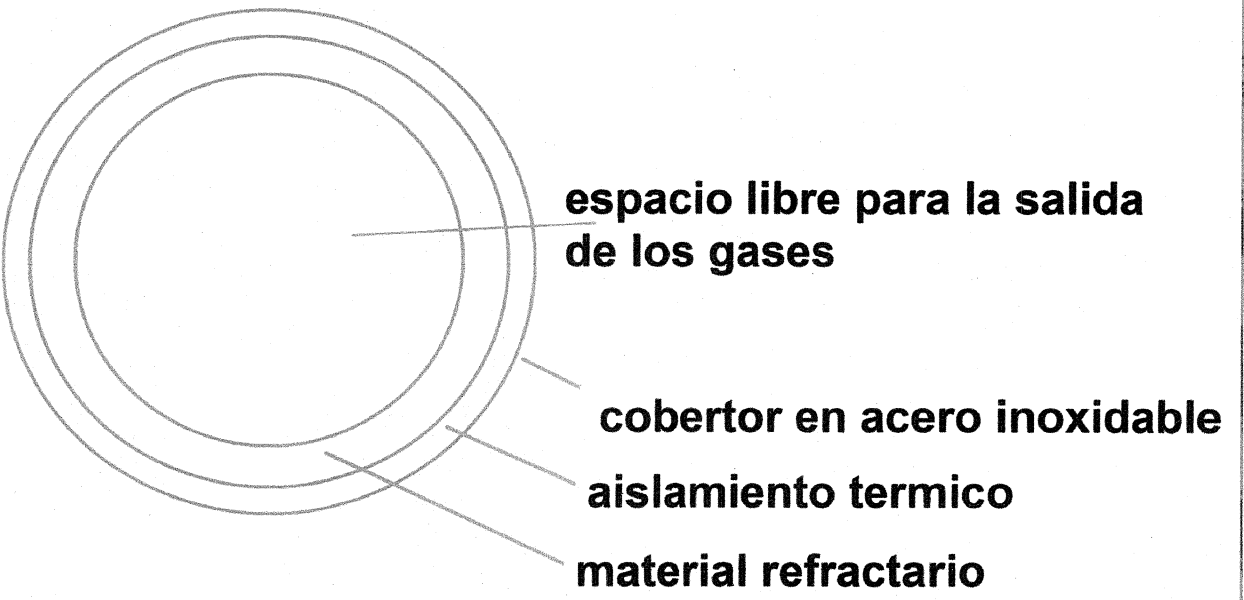 espacio libre para la salida
de los gases
cobertor en acero inoxidable
aislamiento termico
material refractario